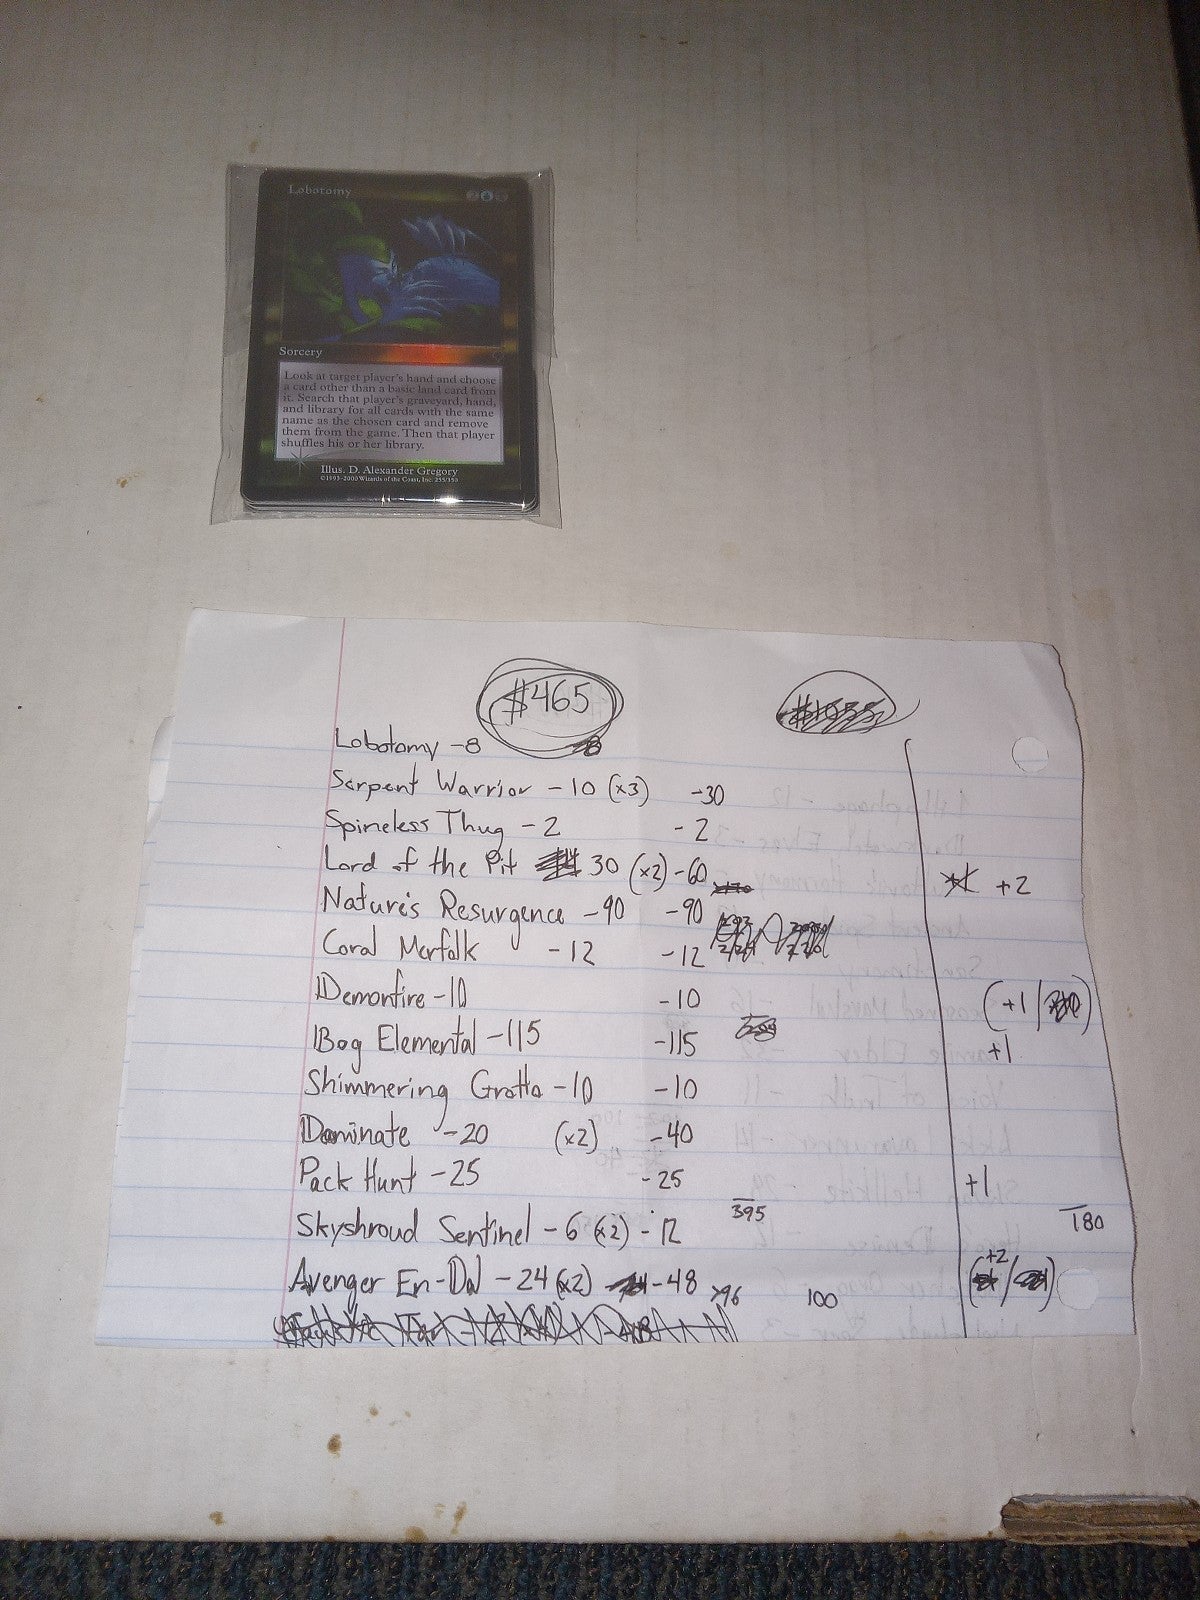 Lobotomy
Sorcery
Look at target player's hand and choose
a card other than a basic land card from
it. Search that player's graveyard, hand,
and library for all cards with the same
name as the chosen card and remove
them from the game. Then that player
shuffles his or her library.
Illus. D. Alexander Gregory
©1993-2000 Wizards of the Coast, Inc. 255/350
$465
Lobotomy -8
Serpent Warrior -10 (x3) -30
Spineless Thug -2 -2
Lord of the Pit 30 (x2) -60 +2
Nature's Resurgence -90 -90
Coral Merfolk -12 -12
Demonfire -10 -10 (+1/
Bog Elemental -115 -115 +1
Shimmering Grotto -10 -10
Dominate -20 (x2) -40
Pack Hunt -25 -25 +1
395
180
Skyshroud Sentinel -6 (x2) -12
Avenger En-Dal -24 (x2) -48 >96 100 +2